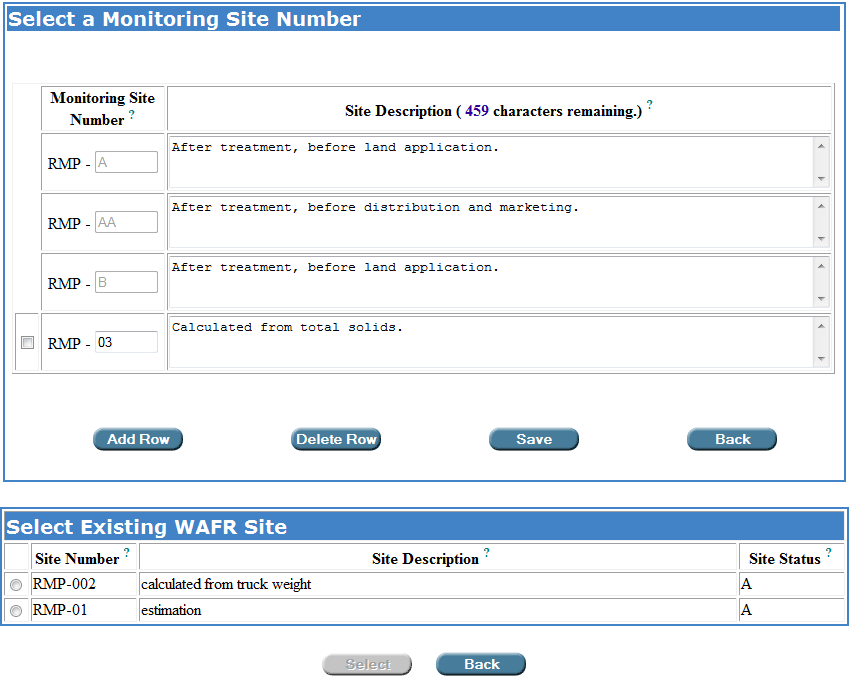 Select a Monitoring Site Number
Monitoring Site
Number ?
Site Description ( 459 characters remaining.) ?
RMP - A
After treatment, before land application.
RMP - AA
After treatment, before distribution and marketing.
RMP - B
After treatment, before land application.
RMP - 03
Calculated from total solids.
Add Row
Delete Row
Save
Back
Select Existing WAFR Site
Site Number ?
Site Description ?
Site Status ?
RMP-002
calculated from truck weight
A
RMP-01
estimation
A
Select
Back